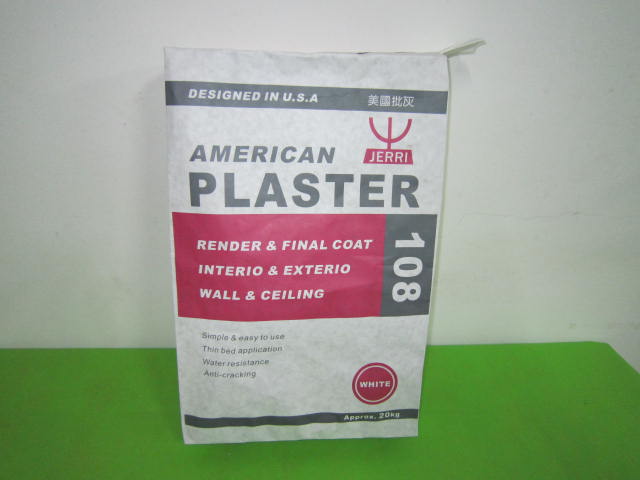 DESIGNED IN U.S.A 美國批灰
JERRI
AMERICAN
PLASTER
RENDER & FINAL COAT
INTERIO & EXTERIO
WALL & CEILING
108
Simple & easy to use
Thin bed application
Water resistance
Anti-cracking
WHITE
Approx. 20kg